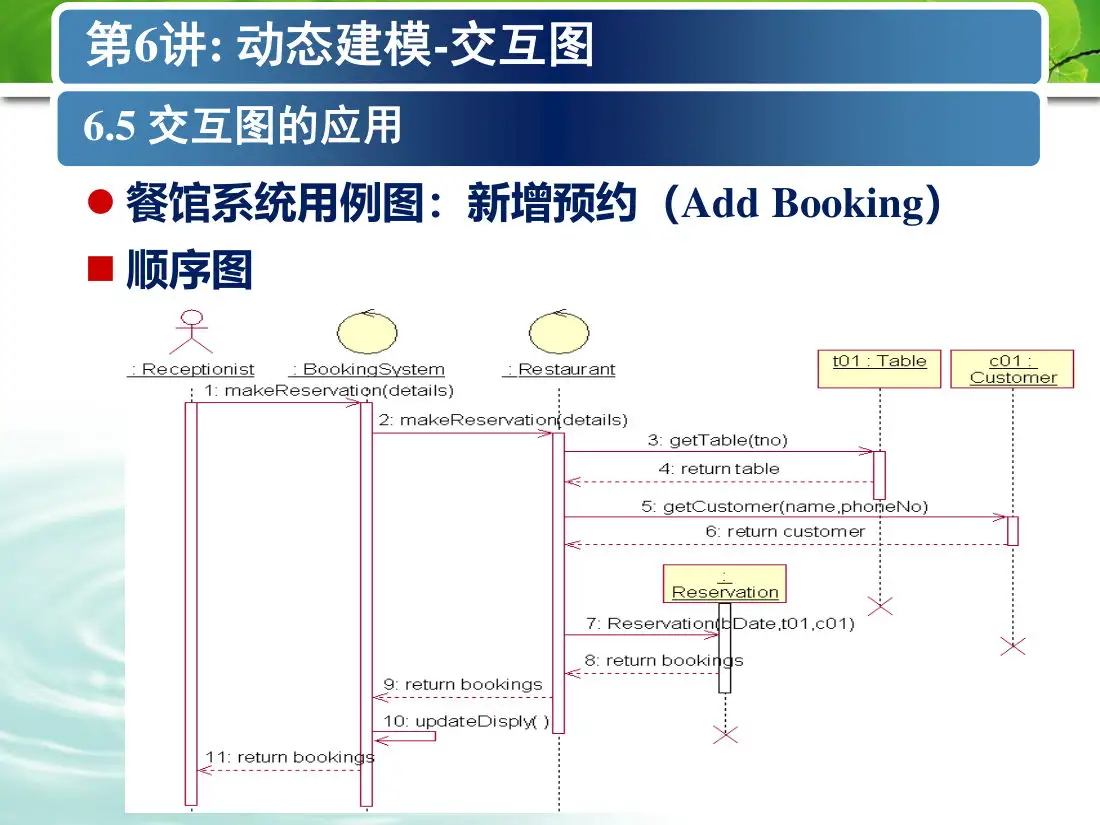 第6讲: 动态建模-交互图
6.5 交互图的应用
餐馆系统用例图：新增预约（Add Booking）
顺序图
: Receptionist
: BookingSystem
: Restaurant
t01 : Table
c01 :
Customer
1: makeReservation(details)
2: makeReservation(details)
3: getTable(tno)
4: return table
5: getCustomer(name,phoneNo)
6: return customer
:
Reservation
7: Reservation(bDate,t01,c01)
8: return bookings
9: return bookings
10: updateDisply( )
11: return bookings